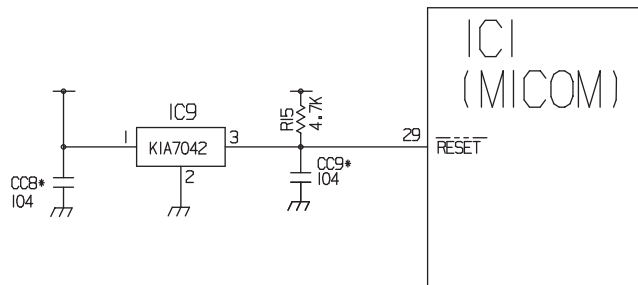 IC1
(MICOM)
IC9
KIA7042
1
3
2
R15
4.7K
29
RESET
CC8*
104
CC9*
104